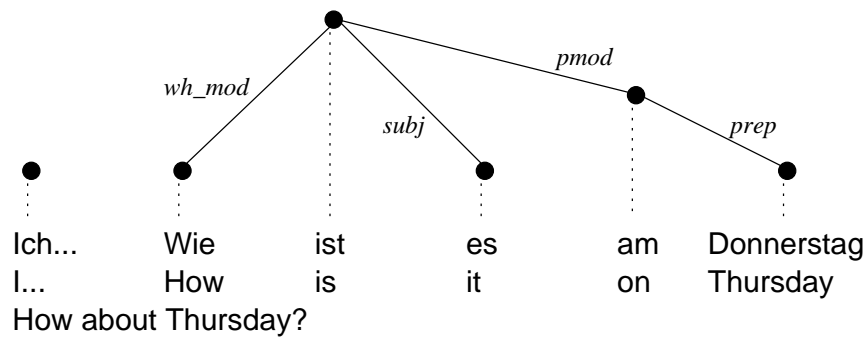 pmod
wh_mod
subj
prep
Ich... Wie ist es am Donnerstag
I... How is it on Thursday
How about Thursday?